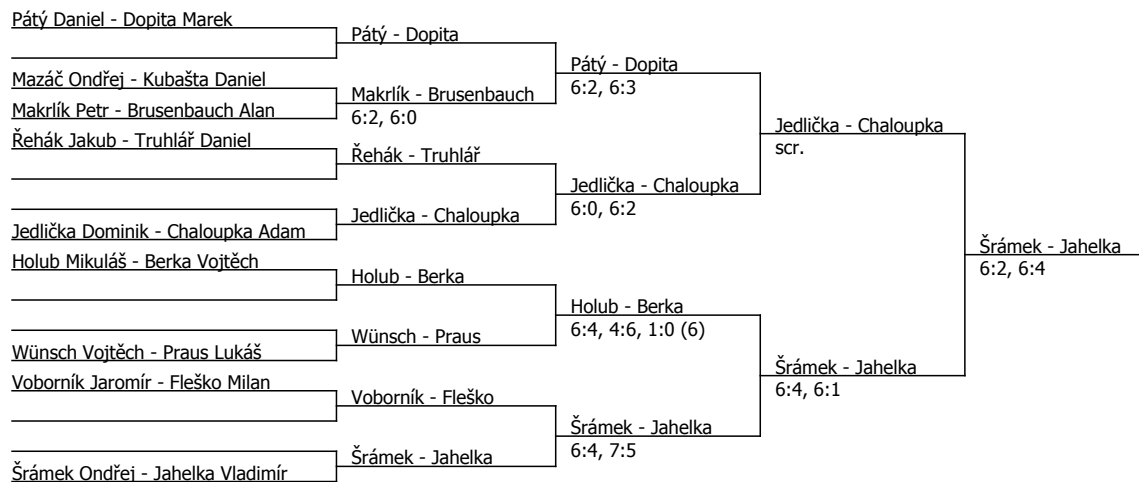 Pátý Daniel - Dopita Marek
Pátý - Dopita
Pátý - Dopita
6:2, 6:3
Mazáč Ondřej - Kubašta Daniel
Makrlík - Brusenbauch
6:2, 6:0
Makrlík Petr - Brusenbauch Alan
Jedlička - Chaloupka
scr.
Řehák Jakub - Truhlář Daniel
Řehák - Truhlář
Jedlička - Chaloupka
6:0, 6:2
Jedlička - Chaloupka
Jedlička Dominik - Chaloupka Adam
Šrámek - Jahelka
6:2, 6:4
Holub Mikuláš - Berka Vojtěch
Holub - Berka
Holub - Berka
6:4, 4:6, 1:0 (6)
Wünsch - Praus
Wünsch Vojtěch - Praus Lukáš
Šrámek - Jahelka
6:4, 6:1
Voborník Jaromír - Fleško Milan
Voborník - Fleško
Šrámek - Jahelka
6:4, 7:5
Šrámek - Jahelka
Šrámek Ondřej - Jahelka Vladimír